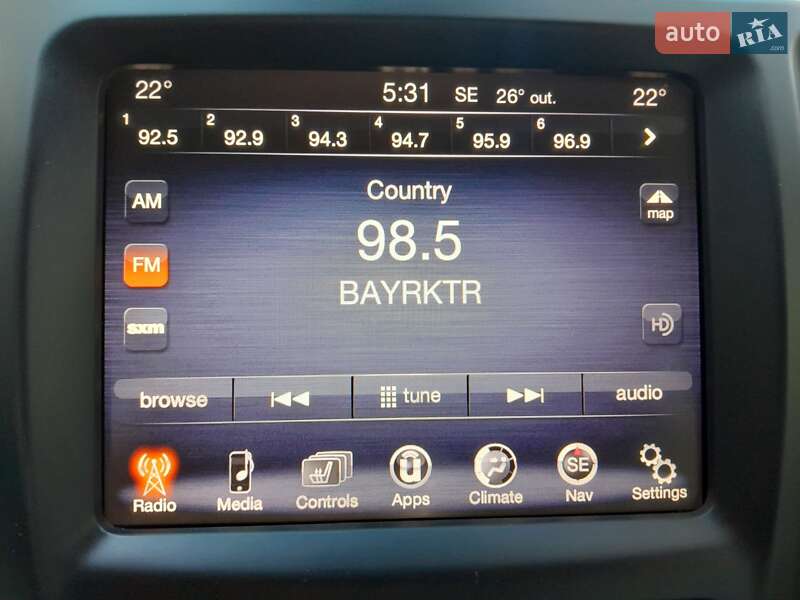 auto RIA.com
22° 5:31 SE 26° out. 22°
1 92.5 2 92.9 3 94.3 4 94.7 5 95.9 6 96.9
AM
Country
map
98.5
FM
BAYRKTR
sxm
HD
browse tune audio
Radio Media Controls Apps Climate SE Nav Settings